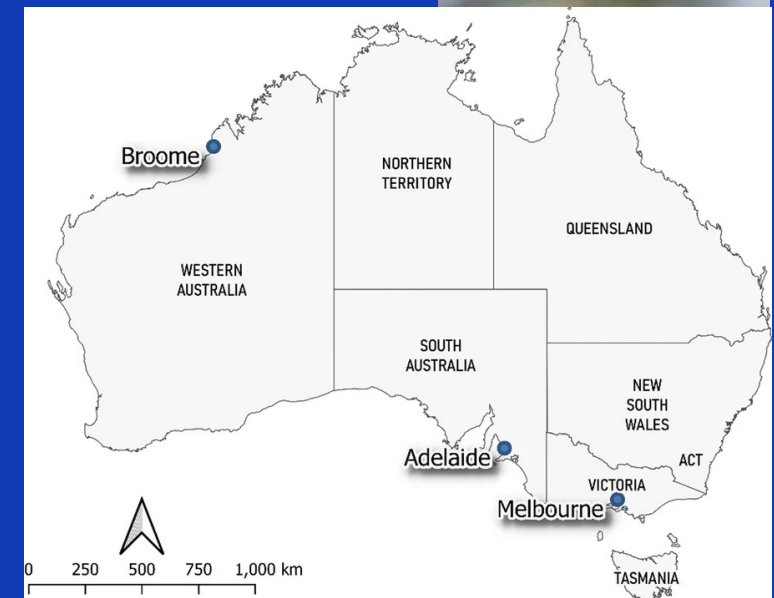 Broome
NORTHERN
TERRITORY
QUEENSLAND
WESTERN
AUSTRALIA
SOUTH
AUSTRALIA
NEW
SOUTH
WALES
Adelaide
ACT
VICTORIA
Melbourne
0 250 500 750 1,000 km
TASMANIA